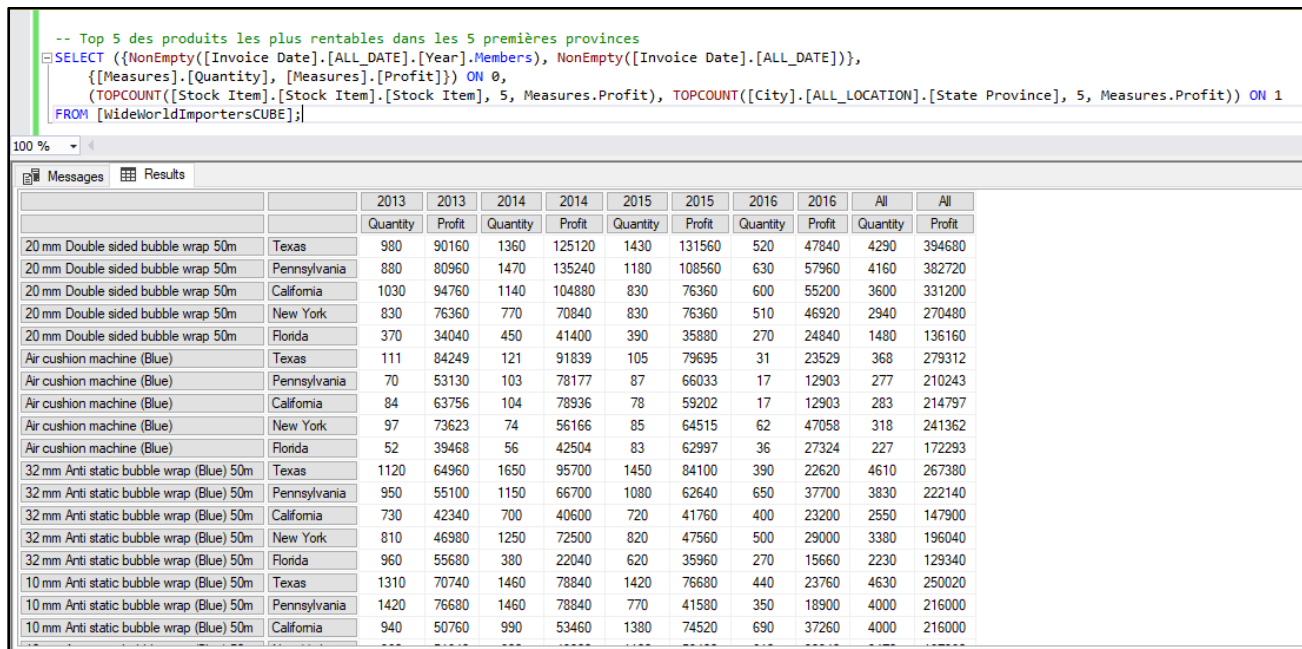 -- Top 5 des produits les plus rentables dans les 5 premières provinces
SELECT ({NonEmpty([Invoice Date].[ALL_DATE].[Year].Members), NonEmpty([Invoice Date].[ALL_DATE])},
{[Measures].[Quantity], [Measures].[Profit]}) ON 0,
(TOPCOUNT([Stock Item].[Stock Item].[Stock Item], 5, Measures.Profit), TOPCOUNT([City].[ALL_LOCATION].[State Province], 5, Measures.Profit)) ON 1
FROM [WideWorldImportersCUBE];
100 %
Messages Results
2013 2013 2014 2014 2015 2015 2016 2016 All All
Quantity Profit Quantity Profit Quantity Profit Quantity Profit Quantity Profit
20 mm Double sided bubble wrap 50m Texas 980 90160 1360 125120 1430 131560 520 47840 4290 394680
20 mm Double sided bubble wrap 50m Pennsylvania 880 80960 1470 135240 1180 108560 630 57960 4160 382720
20 mm Double sided bubble wrap 50m California 1030 94760 1140 104880 830 76360 600 55200 3600 331200
20 mm Double sided bubble wrap 50m New York 830 76360 770 70840 830 76360 510 46920 2940 270480
20 mm Double sided bubble wrap 50m Florida 370 34040 450 41400 390 35880 270 24840 1480 136160
Air cushion machine (Blue) Texas 111 84249 121 91839 105 79695 31 23529 368 279312
Air cushion machine (Blue) Pennsylvania 70 53130 103 78177 87 66033 17 12903 277 210243
Air cushion machine (Blue) California 84 63756 104 78936 78 59202 17 12903 283 214797
Air cushion machine (Blue) New York 97 73623 74 56166 85 64515 62 47058 318 241362
Air cushion machine (Blue) Florida 52 39468 56 42504 83 62997 36 27324 227 172293
32 mm Anti static bubble wrap (Blue) 50m Texas 1120 64960 1650 95700 1450 84100 390 22620 4610 267380
32 mm Anti static bubble wrap (Blue) 50m Pennsylvania 950 55100 1150 66700 1080 62640 650 37700 3830 222140
32 mm Anti static bubble wrap (Blue) 50m California 730 42340 700 40600 720 41760 400 23200 2550 147900
32 mm Anti static bubble wrap (Blue) 50m New York 810 46980 1250 72500 820 47560 500 29000 3380 196040
32 mm Anti static bubble wrap (Blue) 50m Florida 960 55680 380 22040 620 35960 270 15660 2230 129340
10 mm Anti static bubble wrap (Blue) 50m Texas 1310 70740 1460 78840 1420 76680 440 23760 4630 250020
10 mm Anti static bubble wrap (Blue) 50m Pennsylvania 1420 76680 1460 78840 770 41580 350 18900 4000 216000
10 mm Anti static bubble wrap (Blue) 50m California 940 50760 990 53460 1380 74520 690 37260 4000 216000